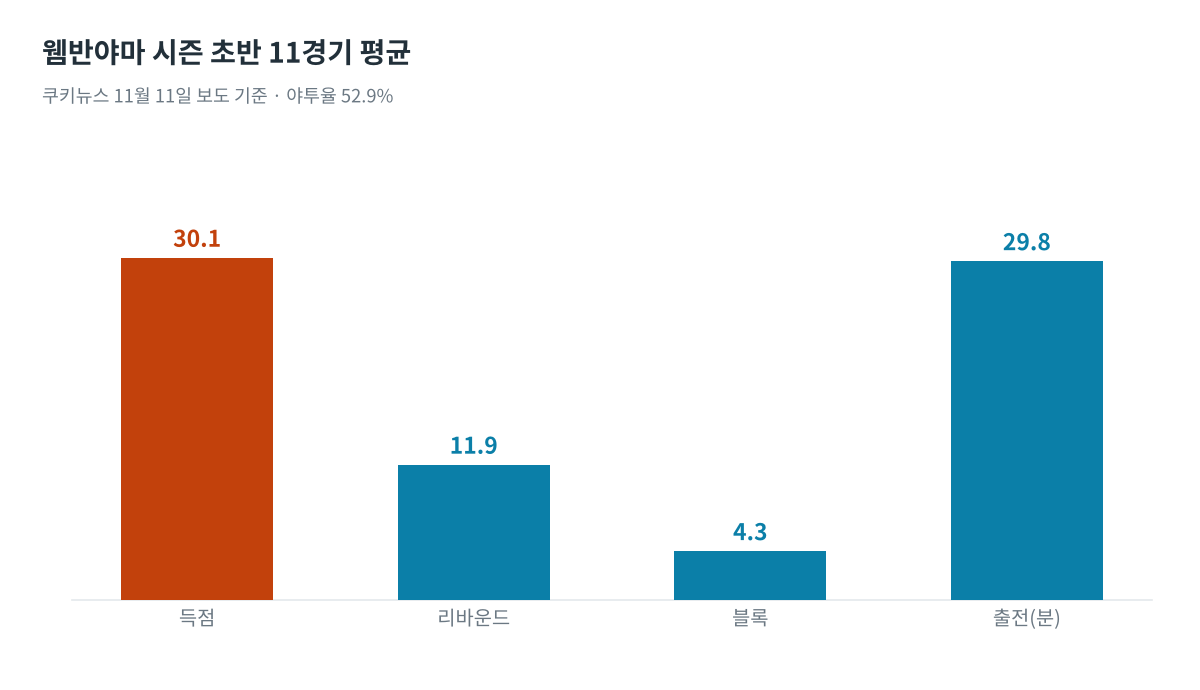 웸반야마 시즌 초반 11경기 평균
쿠키뉴스 11월 11일 보도 기준 · 야투율 52.9%
30.1
29.8
11.9
4.3
득점
리바운드
블록
출전(분)